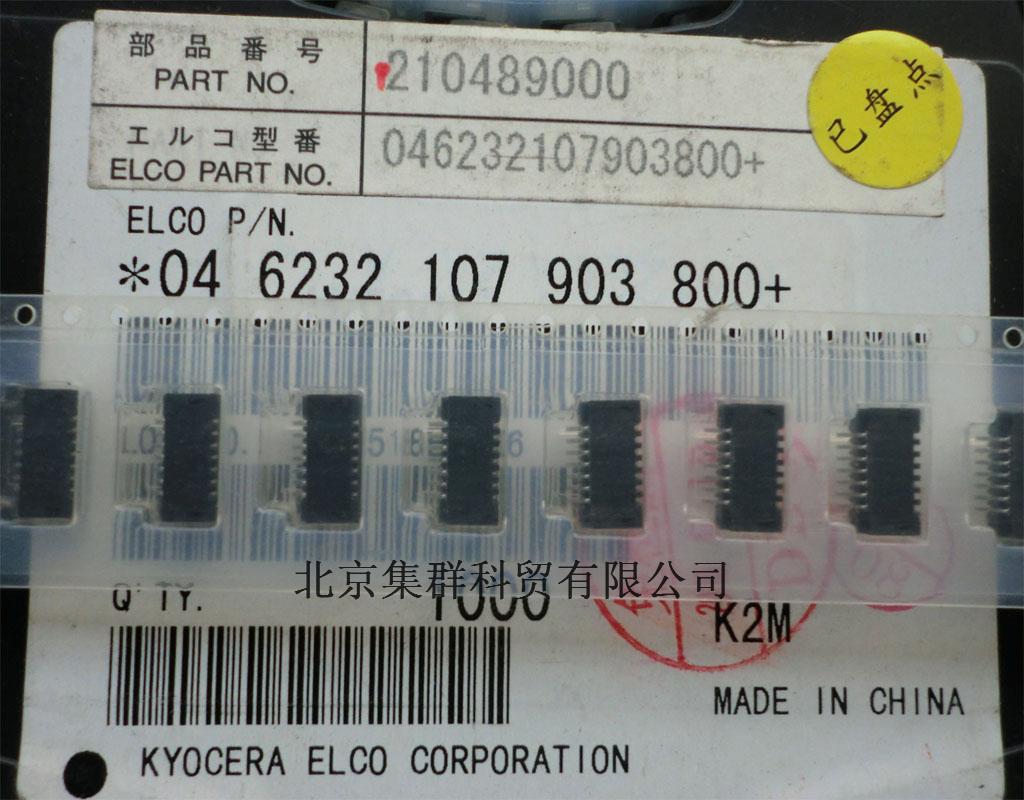 部品番号
PART NO.
210489000
エルコ型番
ELCO PART NO.
046232107903800+
已盘点
ELCO P/N.
*04 6232 107 903 800+
北京集群科贸有限公司
Q'TY.
1000
K2M
MADE IN CHINA
KYOCERA ELCO CORPORATION